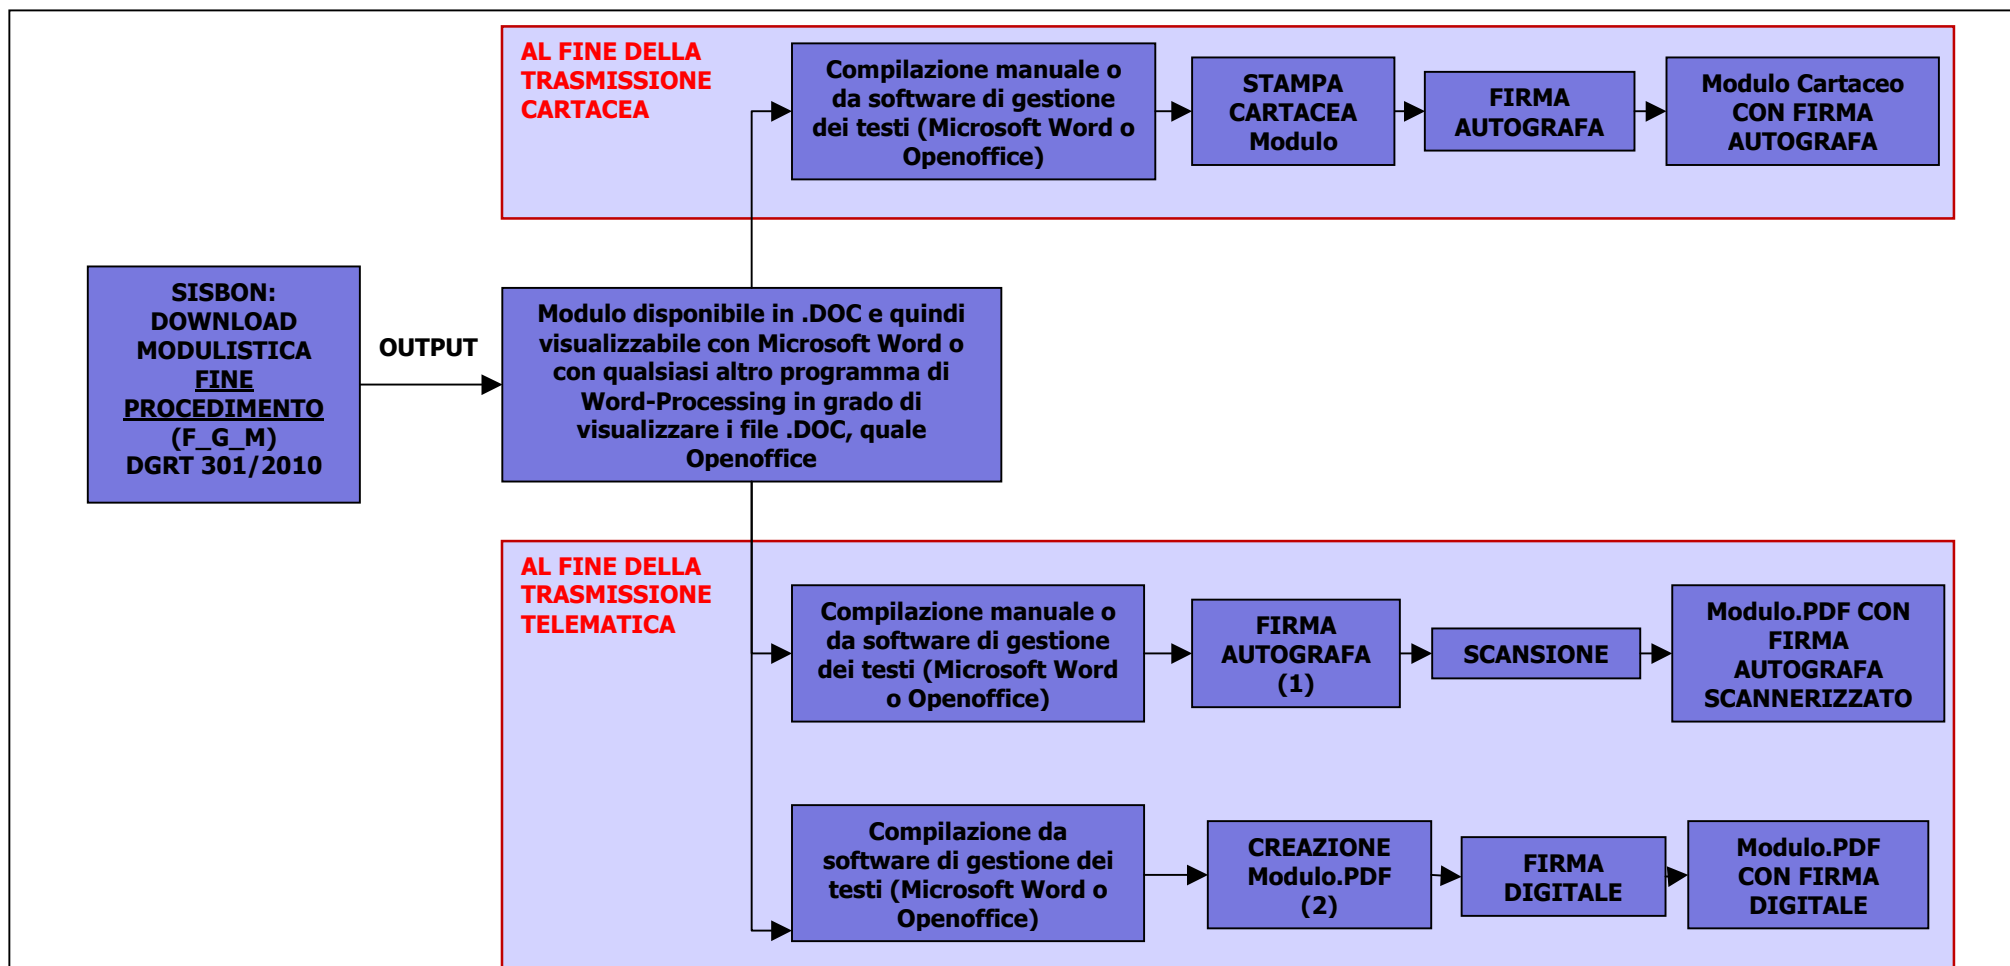 AL FINE DELLA
TRASMISSIONE
CARTACEA
Compilazione manuale o
da software di gestione
dei testi (Microsoft Word o
Openoffice)
STAMPA
CARTACEA
Modulo
FIRMA
AUTOGRAFA
Modulo Cartaceo
CON FIRMA
AUTOGRAFA
SISBON:
DOWNLOAD
MODULISTICA
FINE
PROCEDIMENTO
(F_G_M)
DGRT 301/2010
OUTPUT
Modulo disponibile in .DOC e quindi
visualizzabile con Microsoft Word o
con qualsiasi altro programma di
Word-Processing in grado di
visualizzare i file .DOC, quale
Openoffice
AL FINE DELLA
TRASMISSIONE
TELEMATICA
Compilazione manuale o
da software di gestione
dei testi (Microsoft Word
o Openoffice)
FIRMA
AUTOGRAFA
(1)
SCANSIONE
Modulo.PDF CON
FIRMA
AUTOGRAFA
SCANNERIZZATO
Compilazione da
software di gestione dei
testi (Microsoft Word o
Openoffice)
CREAZIONE
Modulo.PDF
(2)
FIRMA
DIGITALE
Modulo.PDF
CON FIRMA
DIGITALE